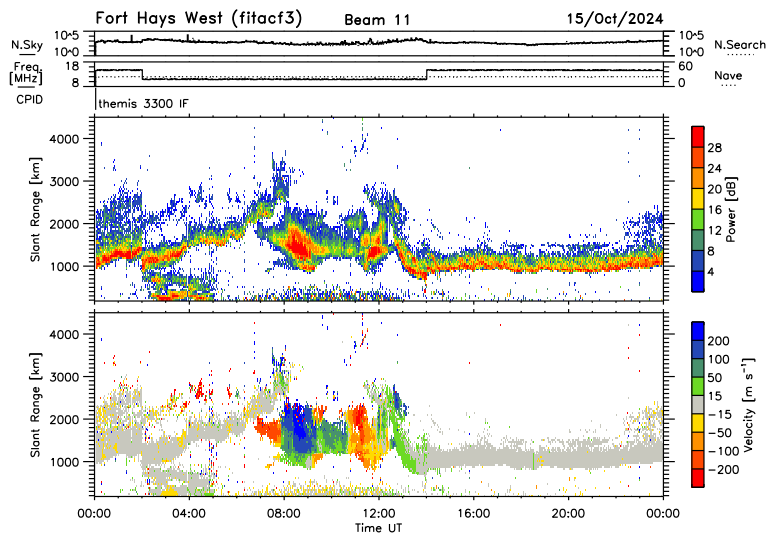 Fort Hays West (fitacf3) Beam 11 15/Oct/2024
N.Sky 10^5 10^0 10^5 10^0 N.Search
Freq. [MHz] 18 8 60 0 Nave
CPID themis 3300 IF
Slant Range [km] 4000 3000 2000 1000
Power [dB] 28 24 20 16 12 8 4
Slant Range [km] 4000 3000 2000 1000
Velocity [m s⁻¹] 200 100 50 15 −15 −50 −100 −200
00:00 04:00 08:00 12:00 16:00 20:00 00:00
Time UT